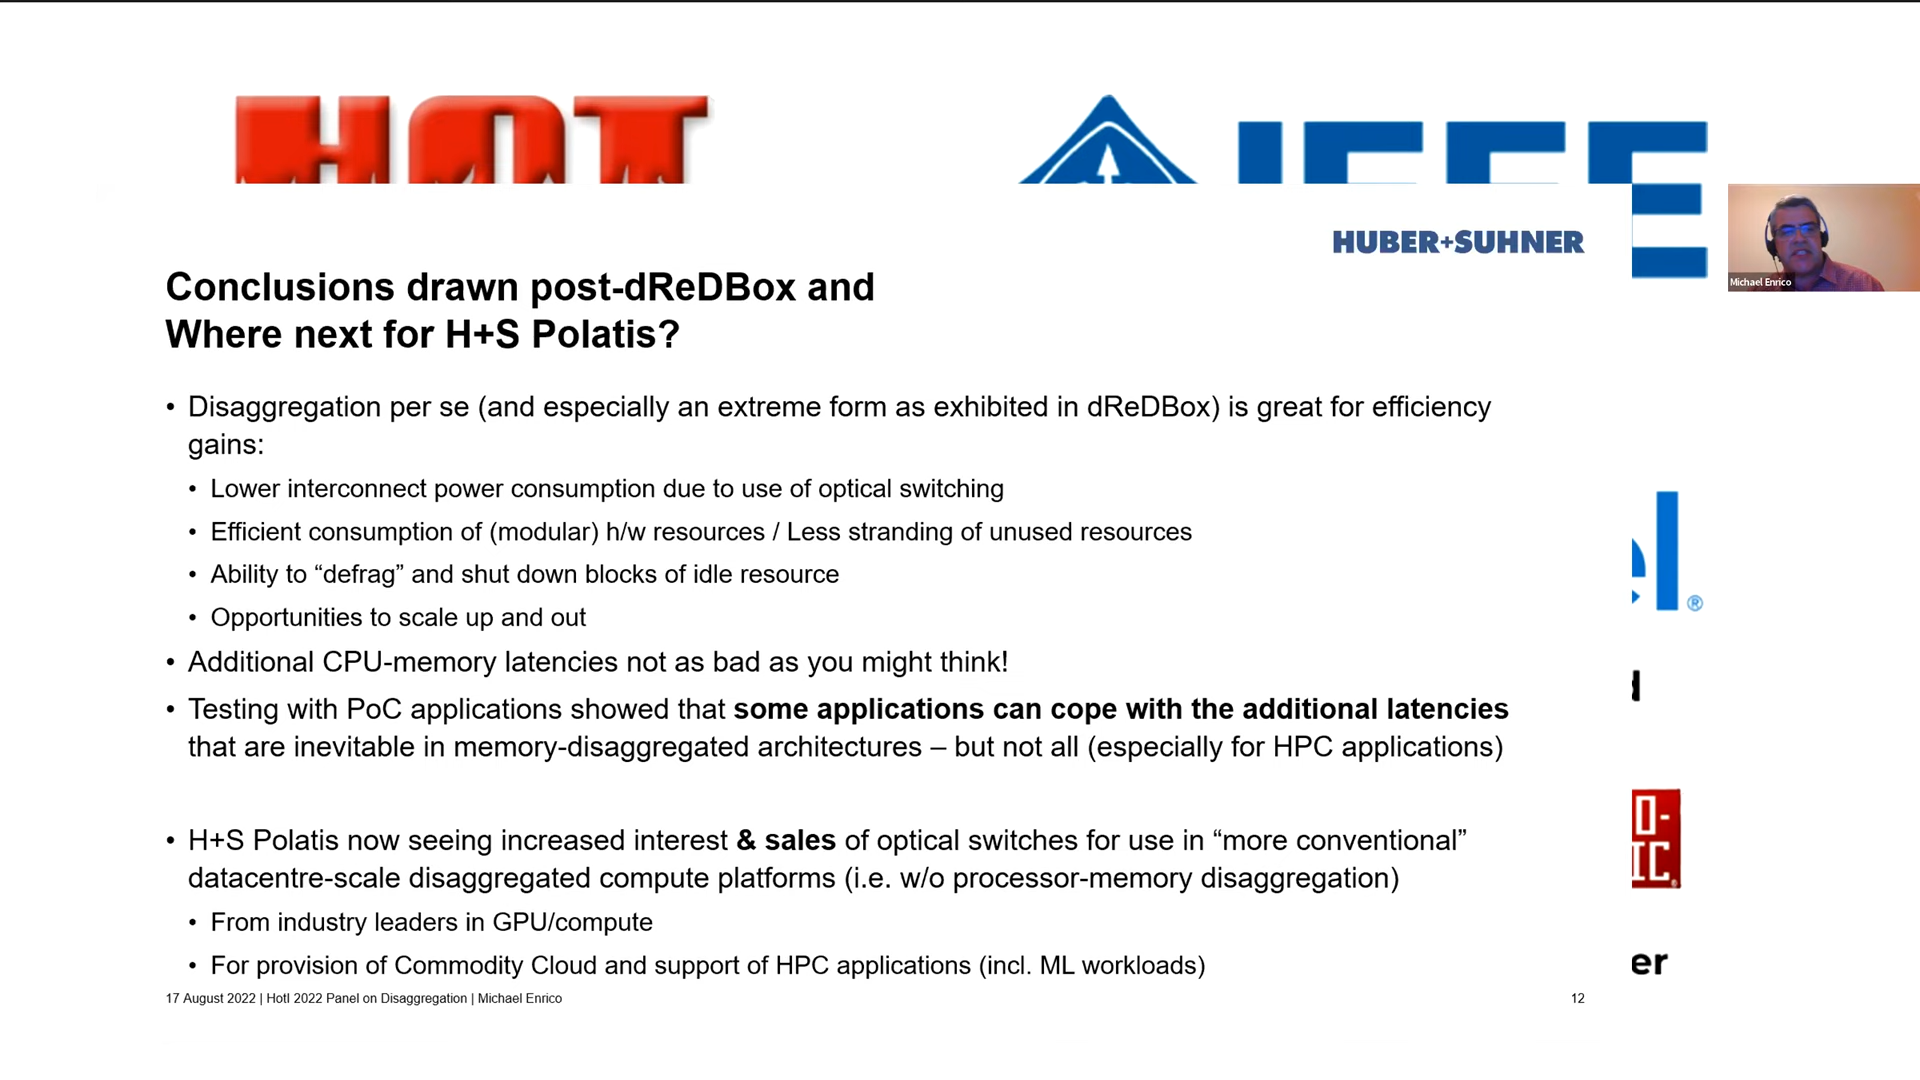 HOT
IEEE
HUBER+SUHNER
Michael Enrico
Conclusions drawn post-dReDBox and
Where next for H+S Polatis?
• Disaggregation per se (and especially an extreme form as exhibited in dReDBox) is great for efficiency
gains:
• Lower interconnect power consumption due to use of optical switching
• Efficient consumption of (modular) h/w resources / Less stranding of unused resources
• Ability to “defrag” and shut down blocks of idle resource
• Opportunities to scale up and out
• Additional CPU-memory latencies not as bad as you might think!
• Testing with PoC applications showed that some applications can cope with the additional latencies
that are inevitable in memory-disaggregated architectures – but not all (especially for HPC applications)
• H+S Polatis now seeing increased interest & sales of optical switches for use in “more conventional”
datacentre-scale disaggregated compute platforms (i.e. w/o processor-memory disaggregation)
• From industry leaders in GPU/compute
• For provision of Commodity Cloud and support of HPC applications (incl. ML workloads)
17 August 2022 | HotI 2022 Panel on Disaggregation | Michael Enrico
12
el®
d
O-
IC®
er